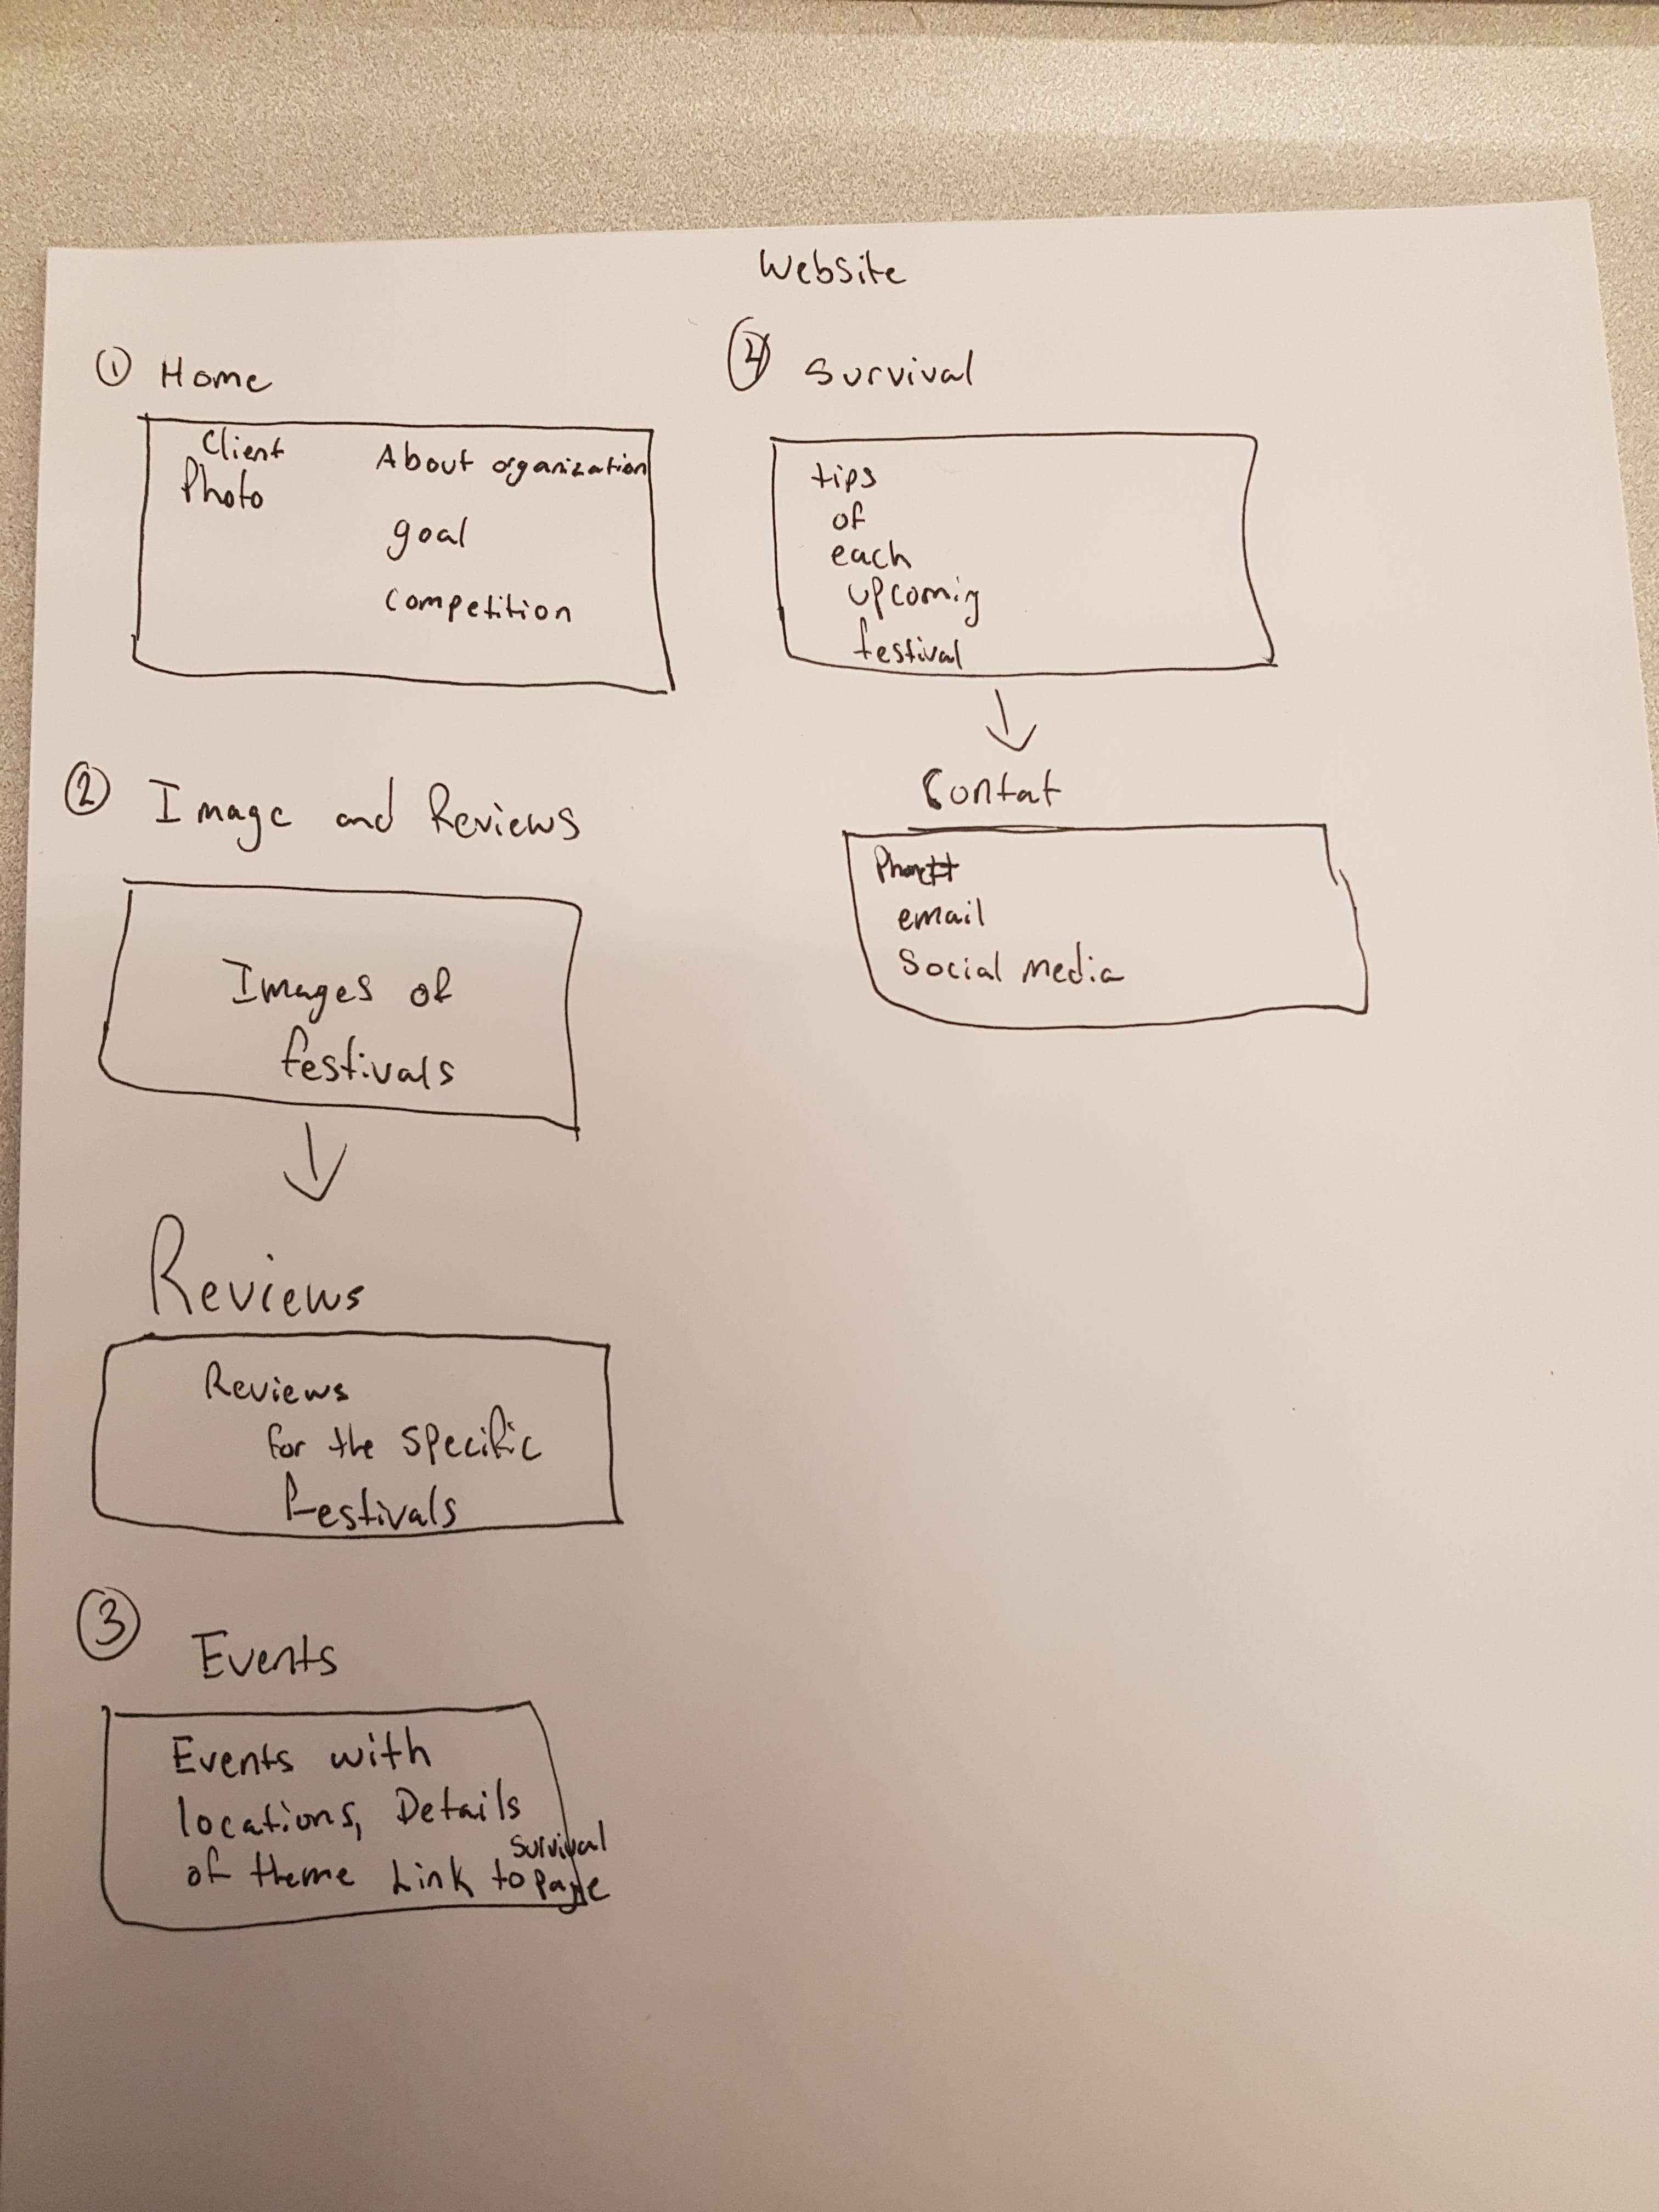 Website
① Home
Client
Photo
About organization
goal
Competition
② Image and Reviews
Images of
festivals
Reviews
Reviews
for the specific
festivals
③ Events
Events with
locations, Details
of theme Link to survival page
④ Survival
tips
of
each
upcoming
festival
Contat
Phone#
email
Social media